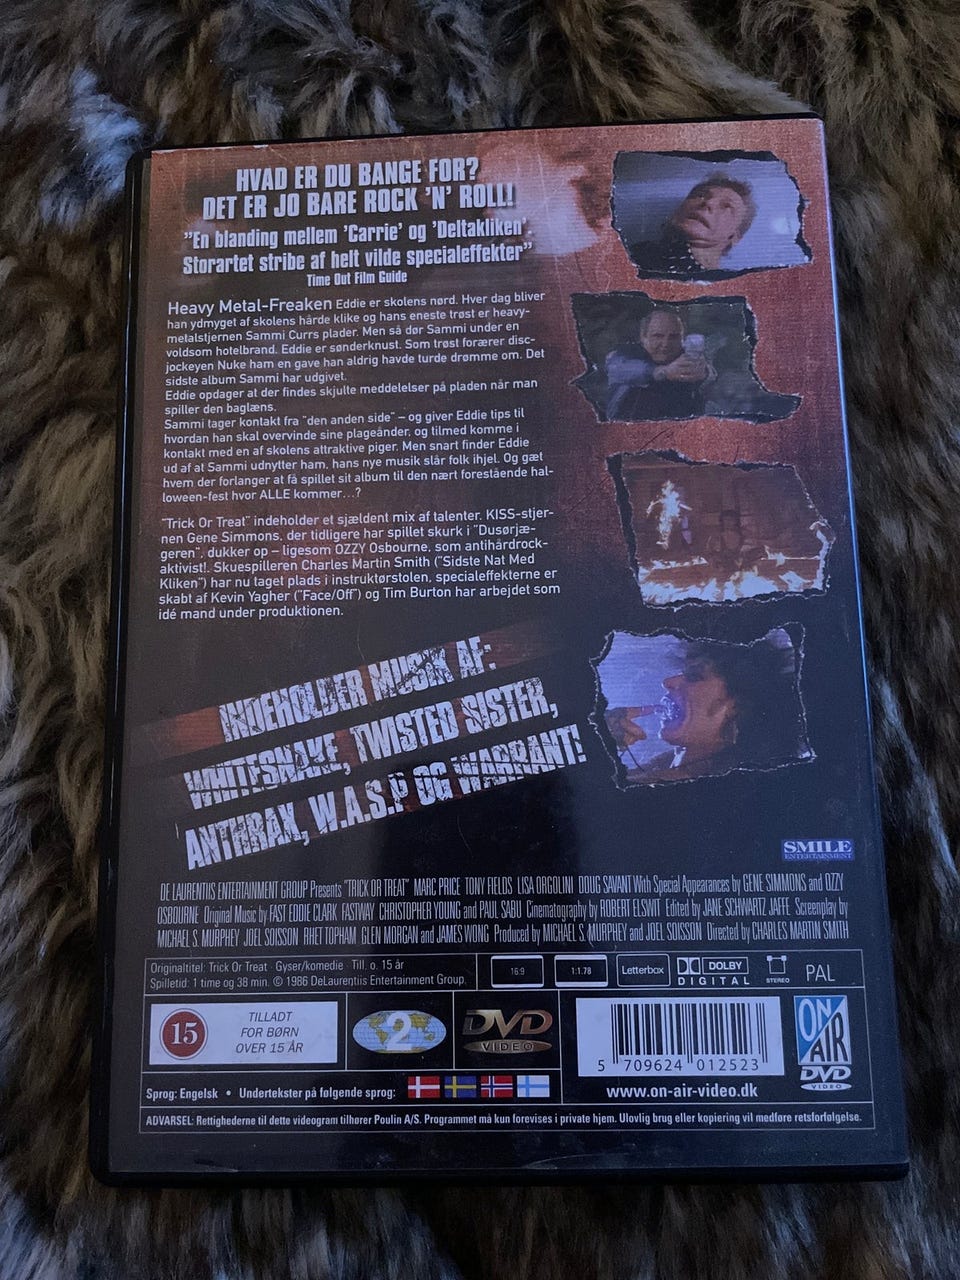 HVAD ER DU BANGE FOR?
DET ER JO BARE ROCK 'N' ROLL!
"En blanding mellem 'Carrie' og 'Deltakliken'.
Storartet stribe af helt vilde specialeffekter"
Time Out Film Guide
Heavy Metal-Freaken Eddie er skolens nørd. Hver dag bliver
han ydmyget af skolens hårde klike og hans eneste trøst er heavy-
metalstjernen Sammi Currs plader. Men så dør Sammi under en
voldsom hotelbrand. Eddie er sønderknust. Som trøst forærer disc-
jockeyen Nuke ham en gave han aldrig havde turde drømme om. Det
sidste album Sammi har udgivet.
Eddie opdager at der findes skjulte meddelelser på pladen når man
spiller den baglæns.
Sammi tager kontakt fra "den anden side" – og giver Eddie tips til
hvordan han skal overvinde sine plageånder, og tilmed komme i
kontakt med en af skolens attraktive piger. Men snart finder Eddie
ud af at Sammi udnytter ham, hans nye musik slår folk ihjel. Og gæt
hvem der forlanger at få spillet sit album til den nært forestående hal-
loween-fest hvor ALLE kommer...?
"Trick Or Treat" indeholder et sjældent mix af talenter. KISS-stjer-
nen Gene Simmons, der tidligere har spillet skurk i "Dusørjæ-
geren", dukker op – ligesom OZZY Osbourne, som antihårdrock-
aktivist!. Skuespilleren Charles Martin Smith ("Sidste Nat Med
Kliken") har nu taget plads i instruktørstolen, specialeffekterne er
skabt af Kevin Yagher ("Face/Off") og Tim Burton har arbejdet som
idé mand under produktionen.
INDEHOLDER MUSIK AF:
WHITESNAKE, TWISTED SISTER,
ANTHRAX, W.A.S.P OG WARRANT!
SMILE
ENTERTAINMENT
DE LAURENTIIS ENTERTAINMENT GROUP Presents "TRICK OR TREAT" MARC PRICE TONY FIELDS LISA ORGOLINI DOUG SAVANT With Special Appearances by GENE SIMMONS and OZZY
OSBOURNE Original Music by FAST EDDIE CLARK FASTWAY CHRISTOPHER YOUNG and PAUL SABU Cinematography by ROBERT ELSWIT Edited by JANE SCHWARTZ JAFFE Screenplay by
MICHAEL S. MURPHEY JOEL SOISSON RHET TOPHAM GLEN MORGAN and JAMES WONG Produced by MICHAEL S. MURPHEY and JOEL SOISSON Directed by CHARLES MARTIN SMITH
Originaltitel: Trick Or Treat · Gyser/komedie · Till. o. 15 år
Spilletid: 1 time og 38 min. © 1986 DeLaurentiis Entertainment Group.
16:9
1:1.78
Letterbox
DOLBY
DIGITAL
STEREO
PAL
15
TILLADT
FOR BØRN
OVER 15 ÅR
2
DVD
VIDEO
5 709624 012523
ON
AIR
DVD
VIDEO
Sprog: Engelsk • Undertekster på følgende sprog:
www.on-air-video.dk
ADVARSEL: Rettighederne til dette videogram tilhører Poulin A/S. Programmet må kun forevises i private hjem. Ulovlig brug eller kopiering vil medføre retsforfølgelse.